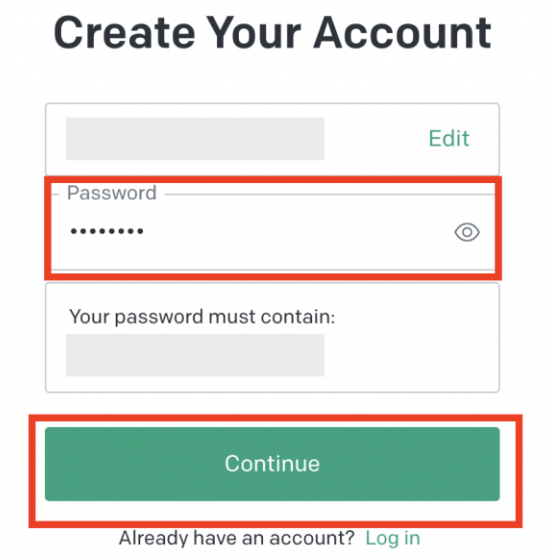 Create Your Account
Edit
Password
••••••••
Your password must contain:
Continue
Already have an account? Log in